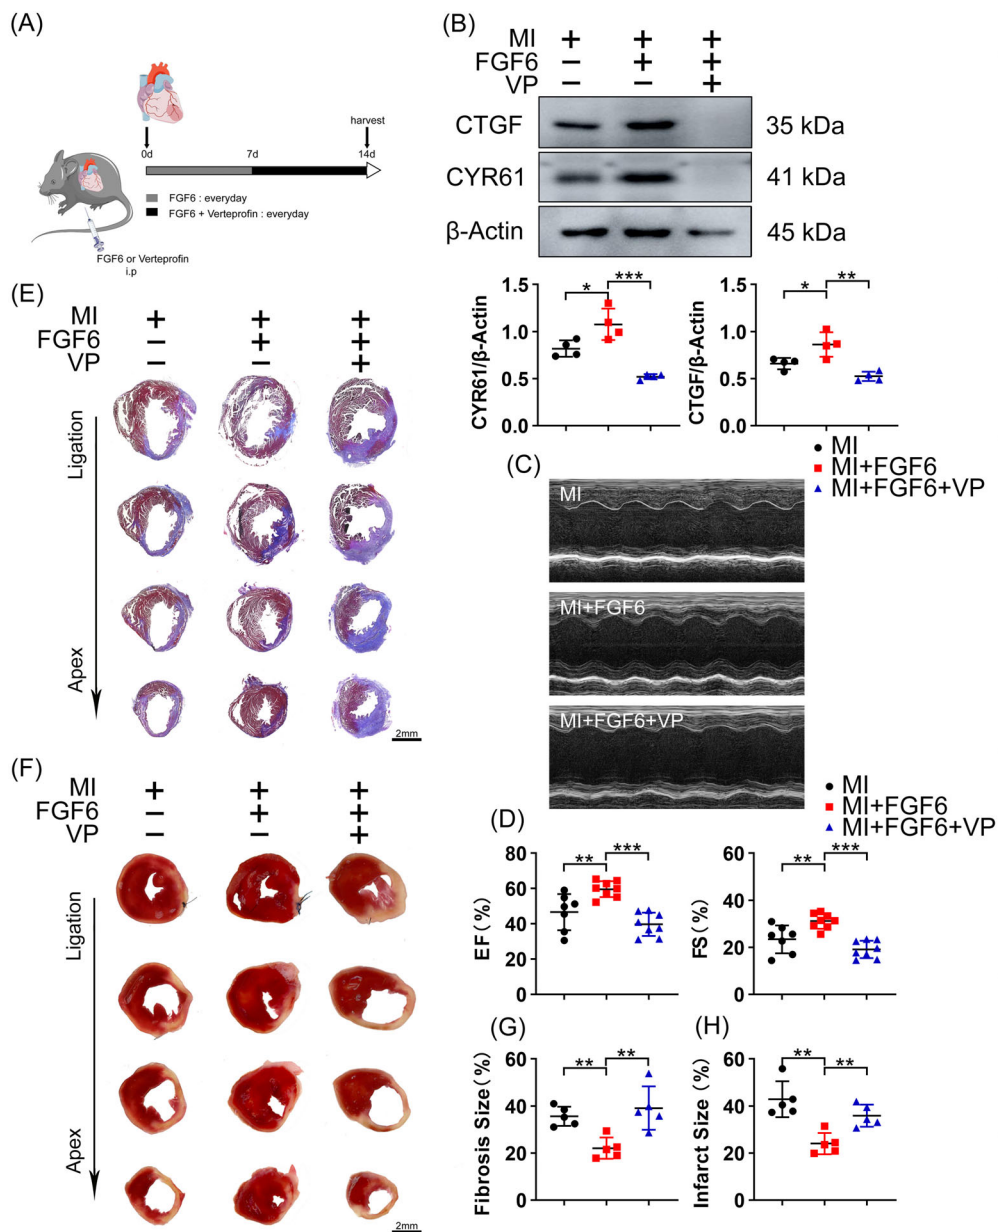 (A)
harvest
0d
7d
14d
FGF6 : everyday
FGF6 + Verteprofin : everyday
FGF6 or Verteprofin
i.p
(B)
MI + + +
FGF6 − + +
VP − − +
CTGF 35 kDa
CYR61 41 kDa
β-Actin 45 kDa
CYR61/β-Actin
1.5
1.0
0.5
0.0
* ***
CTGF/β-Actin
1.5
1.0
0.5
0.0
* **
MI
MI+FGF6
MI+FGF6+VP
(C)
MI
MI+FGF6
MI+FGF6+VP
MI
MI+FGF6
MI+FGF6+VP
(D)
EF(%)
80
60
40
20
0
** ***
FS(%)
60
40
20
0
** ***
(E)
MI + + +
FGF6 − + +
VP − − +
Ligation
Apex
2mm
(F)
MI + + +
FGF6 − + +
VP − − +
Ligation
Apex
2mm
(G)
Fibrosis Size(%)
60
40
20
0
** **
(H)
Infarct Size (%)
60
40
20
0
** **